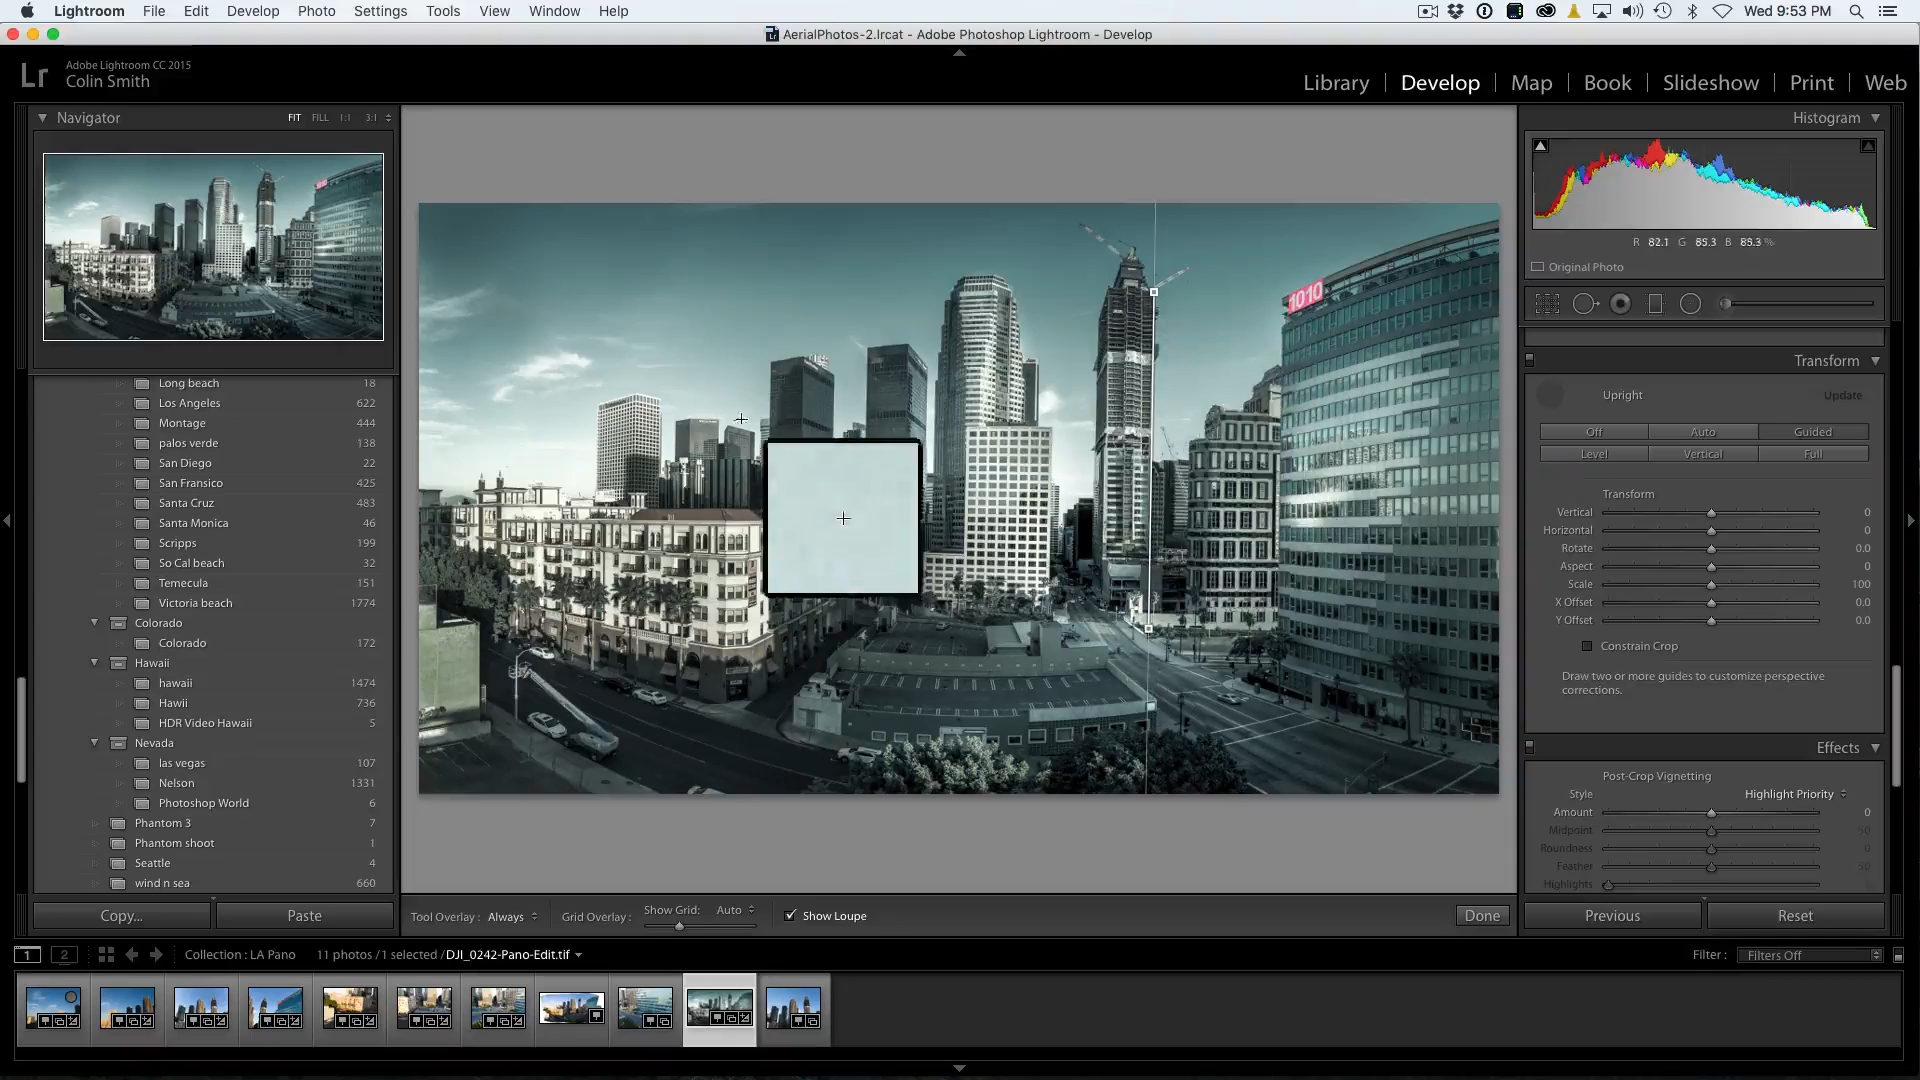 Lightroom File Edit Develop Photo Settings Tools View Window Help Wed 9:53 PM
AerialPhotos-2.lrcat - Adobe Photoshop Lightroom - Develop
Lr Adobe Lightroom CC 2015
Colin Smith
Library | Develop | Map | Book | Slideshow | Print | Web
Navigator FIT FILL 1:1 3:1
Long beach 18
Los Angeles 622
Montage 444
palos verde 138
San Diego 22
San Fransico 425
Santa Cruz 483
Santa Monica 46
Scripps 199
So Cal beach 32
Temecula 151
Victoria beach 1774
Colorado
Colorado 172
Hawaii
hawaii 1474
Hawii 736
HDR Video Hawaii 5
Nevada
las vegas 107
Nelson 1331
Photoshop World 6
Phantom 3 7
Phantom shoot 1
Seattle 4
wind n sea 660
Copy... Paste
1010
Tool Overlay : Always Grid Overlay : Show Grid: Auto Show Loupe Done
Histogram
R 82.1 G 85.3 B 85.3 %
Original Photo
Transform
Upright Update
Off Auto Guided
Level Vertical Full
Transform
Vertical 0
Horizontal 0
Rotate 0.0
Aspect 0
Scale 100
X Offset 0.0
Y Offset 0.0
Constrain Crop
Draw two or more guides to customize perspective
corrections.
Effects
Post-Crop Vignetting
Style Highlight Priority
Amount 0
Midpoint 50
Roundness 0
Feather 50
Highlights
Previous Reset
1 2 Collection : LA Pano 11 photos / 1 selected / DJI_0242-Pano-Edit.tif Filter : Filters Off